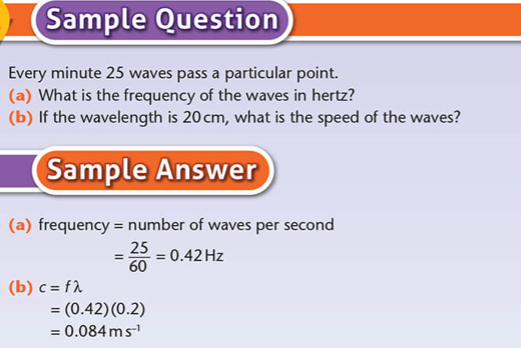 Sample Question
Every minute 25 waves pass a particular point.
(a) What is the frequency of the waves in hertz?
(b) If the wavelength is 20 cm, what is the speed of the waves?
Sample Answer
(a) frequency = number of waves per second
= 25/60 = 0.42 Hz
(b) c = fλ
= (0.42)(0.2)
= 0.084 m s⁻¹